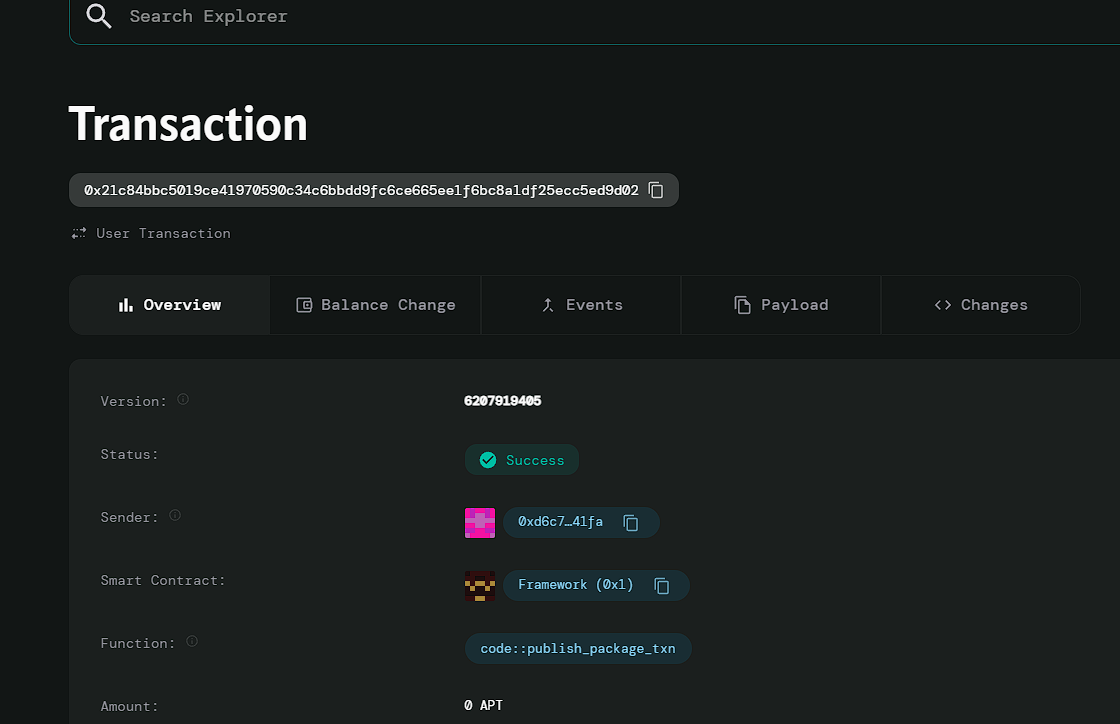 Search Explorer
Transaction
0x21c84bbc5019ce41970590c34c6bbdd9fc6ce665ee1f6bc8a1df25ecc5ed9d02
User Transaction
Overview Balance Change Events Payload Changes
Version: 6207919405
Status: Success
Sender: 0xd6c7…41fa
Smart Contract: Framework (0x1)
Function: code::publish_package_txn
Amount: 0 APT